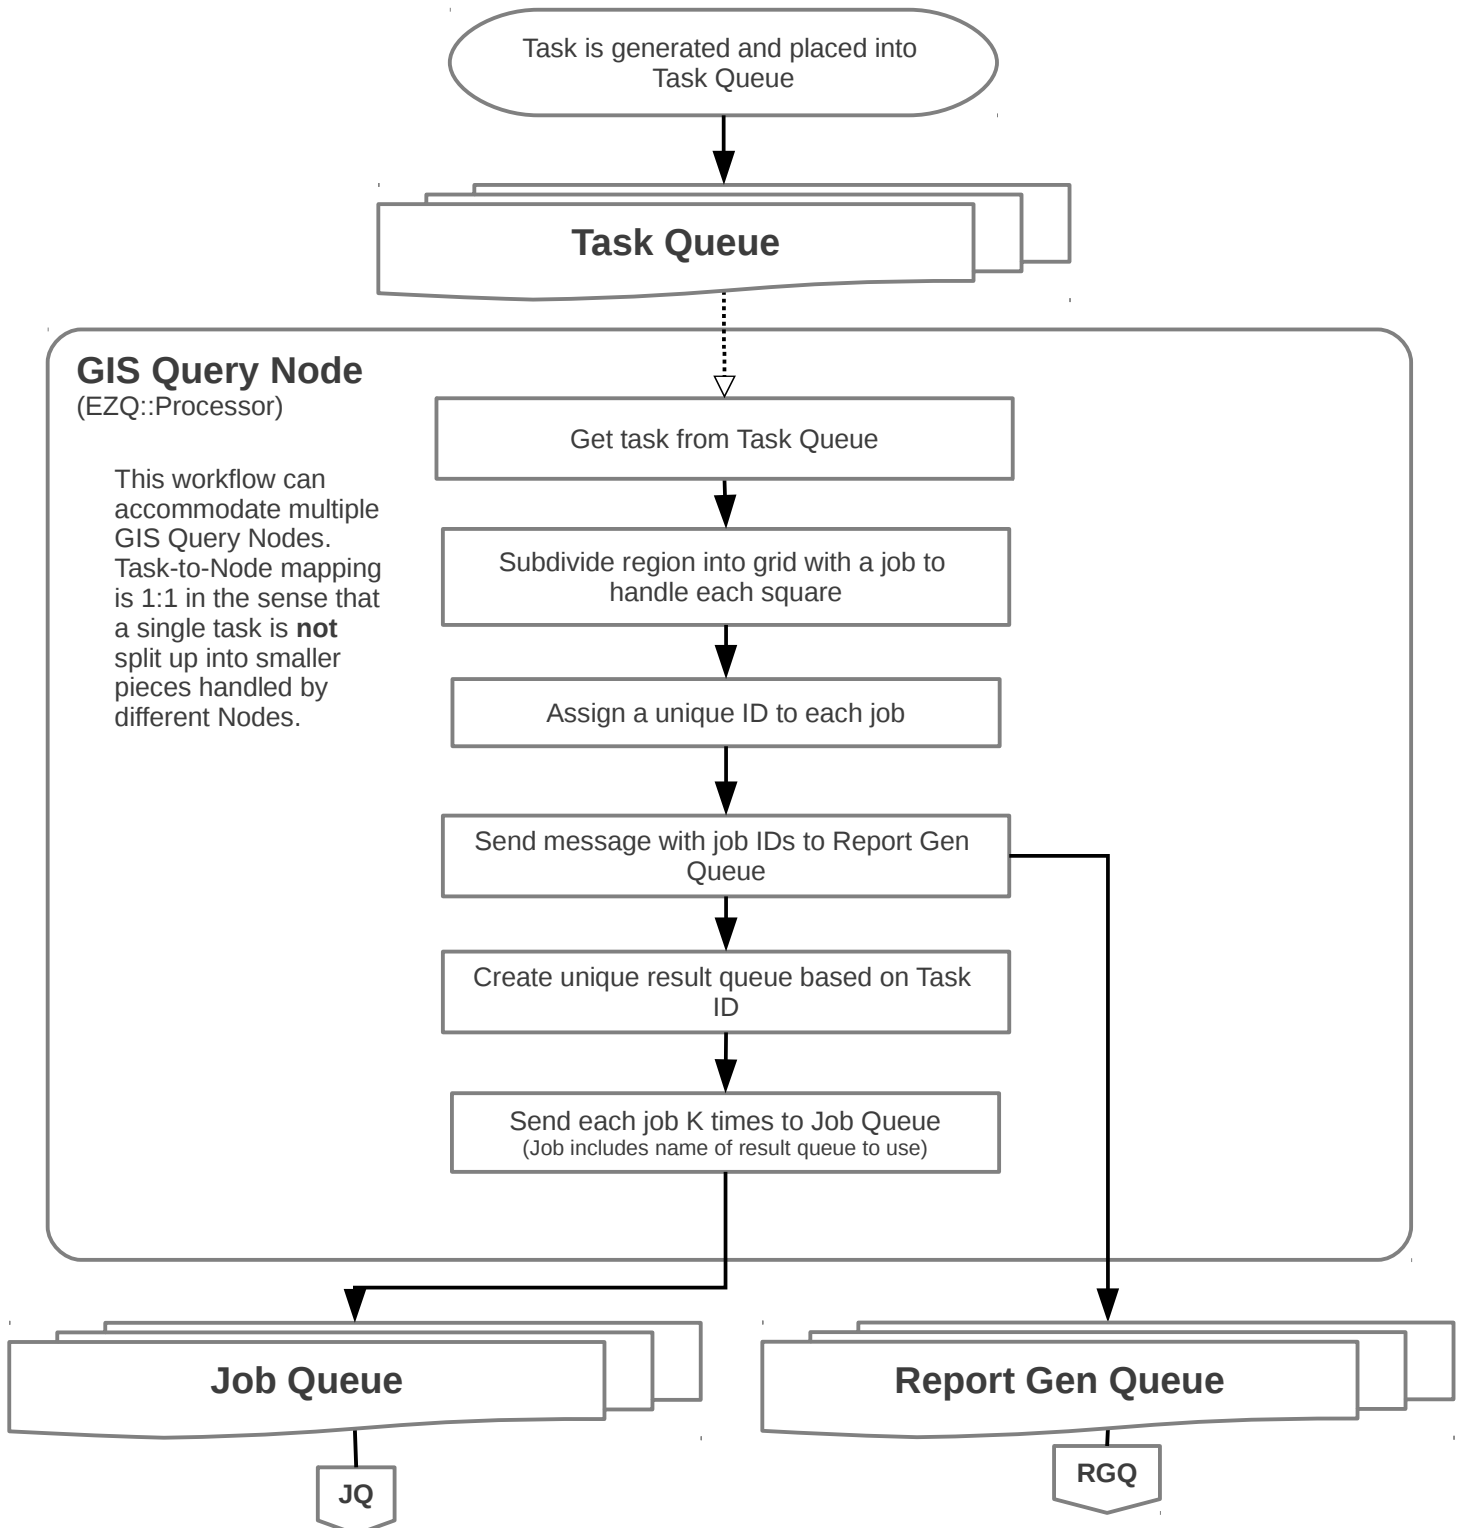 Task is generated and placed into
Task Queue
Task Queue
GIS Query Node
(EZQ::Processor)
This workflow can
accommodate multiple
GIS Query Nodes.
Task-to-Node mapping
is 1:1 in the sense that
a single task is not
split up into smaller
pieces handled by
different Nodes.
Get task from Task Queue
Subdivide region into grid with a job to
handle each square
Assign a unique ID to each job
Send message with job IDs to Report Gen
Queue
Create unique result queue based on Task
ID
Send each job K times to Job Queue
(Job includes name of result queue to use)
Job Queue
Report Gen Queue
JQ
RGQ